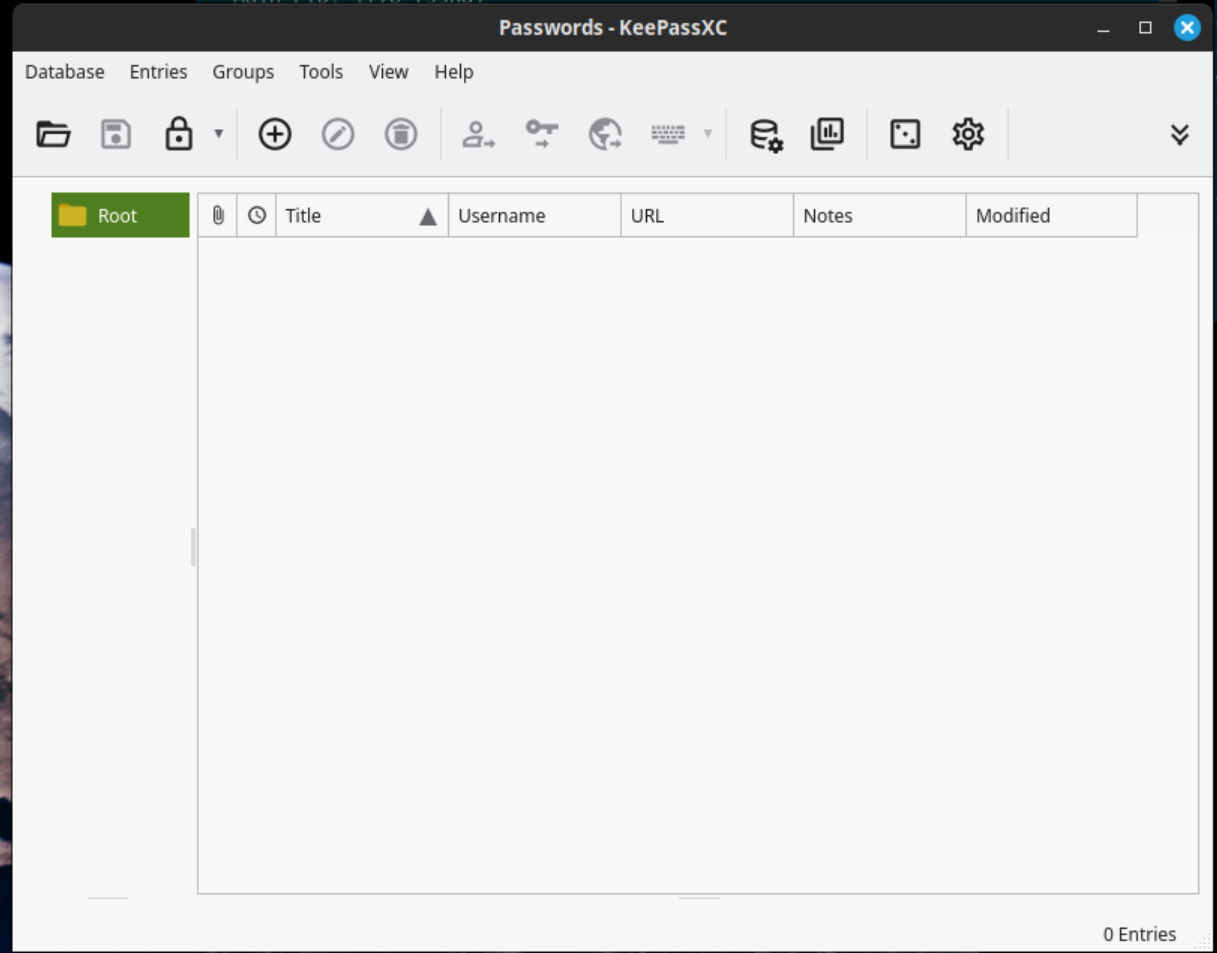 Passwords - KeePassXC
Database Entries Groups Tools View Help
Root
Title Username URL Notes Modified
0 Entries